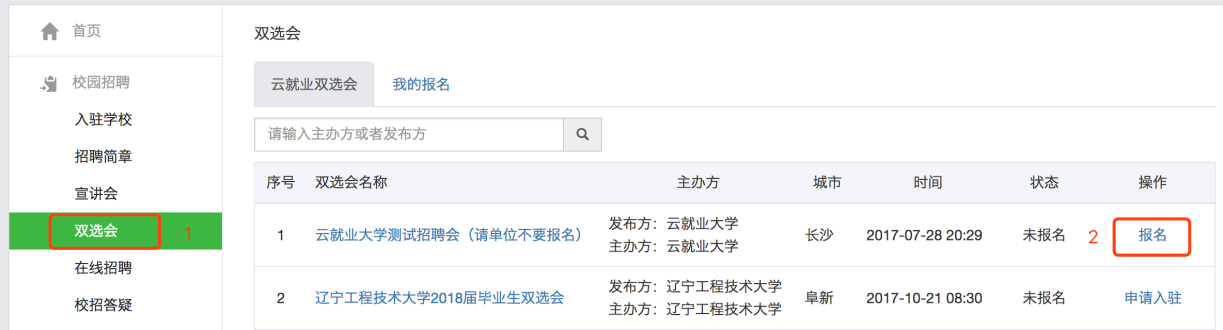 首页
校园招聘
入驻学校
招聘简章
宣讲会
双选会 1
在线招聘
校招答疑
双选会
云就业双选会 我的报名
请输入主办方或者发布方
序号 双选会名称 主办方 城市 时间 状态 操作
1 云就业大学测试招聘会（请单位不要报名） 发布方：云就业大学 长沙 2017-07-28 20:29 未报名 2 报名
主办方：云就业大学
2 辽宁工程技术大学2018届毕业生双选会 发布方：辽宁工程技术大学 阜新 2017-10-21 08:30 未报名 申请入驻
主办方：辽宁工程技术大学